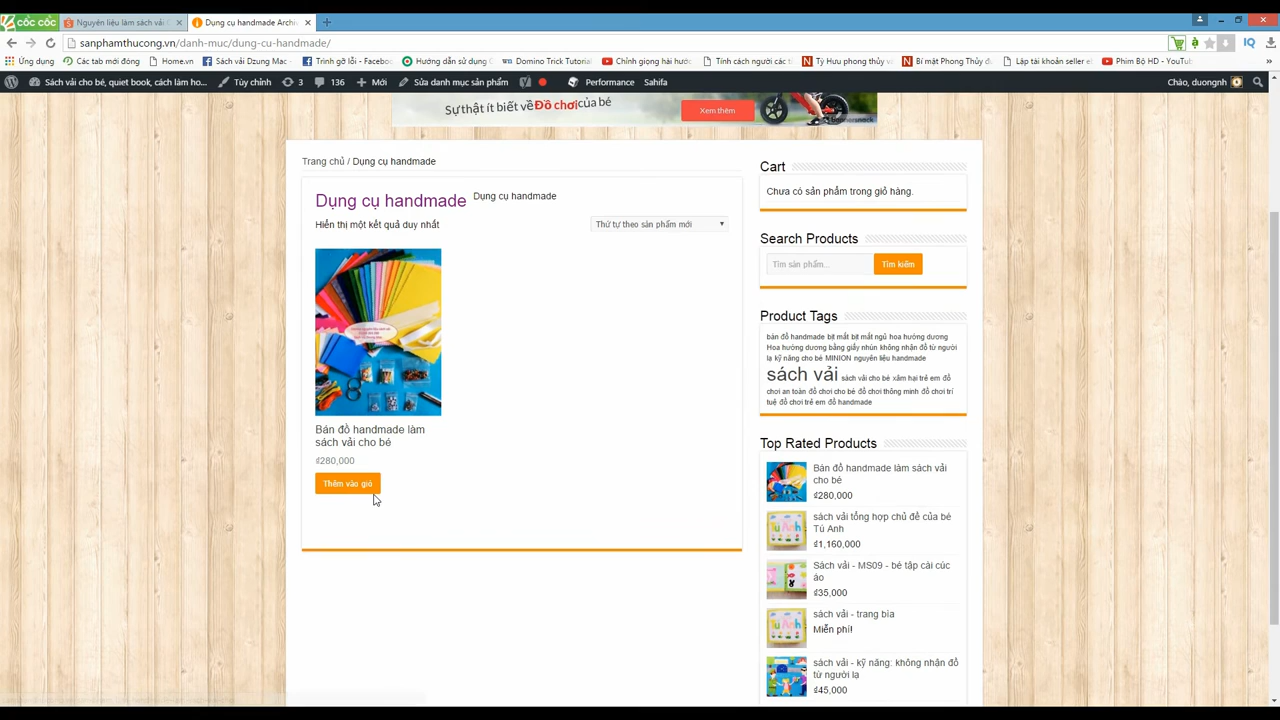 CỐC CỐC
Nguyên liệu làm sách vải
Dụng cụ handmade Archi
sanphamthucong.vn/danh-muc/dung-cu-handmade/
Ứng dụng
Các tab mới đóng
Home.vn
Sách vải Dzung Mac -
Trinh gỡ lỗi - Faceboo
Hướng dẫn sử dụng
Domino Trick Tutorial
Chỉnh giọng hài hước
Tính cách người các t
Tỳ Hưu phong thủy v
Bí mật Phong Thủy đ
Lập tài khoản seller el
Phim Bộ HD - YouTu
Sách vải cho bé, quiet book, cách làm ho...
Tùy chỉnh
3
136
Mới
Sửa danh mục sản phẩm
Performance
Sahifa
Chào, duongnh
Sự thật ít biết về Đồ chơi của bé
Xem thêm
bannersnack
Trang chủ / Dụng cụ handmade
Dụng cụ handmade
Dụng cụ handmade
Hiển thị một kết quả duy nhất
Thứ tự theo sản phẩm mới
Bán đồ handmade làm
sách vải cho bé
₫280,000
Thêm vào giỏ
Cart
Chưa có sản phẩm trong giỏ hàng.
Search Products
Tìm sản phẩm...
Tìm kiếm
Product Tags
bán đồ handmade bịt mắt bịt mắt ngủ hoa hướng dương
Hoa hướng dương bằng giấy nhún không nhận đồ từ người
lạ kỹ năng cho bé MINION nguyên liệu handmade
sách vải sách vải cho bé xâm hại trẻ em đồ
chơi an toàn đồ chơi cho bé đồ chơi thông minh đồ chơi trí
tuệ đồ chơi trẻ em đồ handmade
Top Rated Products
Bán đồ handmade làm sách vải
cho bé
₫280,000
sách vải tổng hợp chủ đề của bé
Tú Anh
₫1,160,000
Sách vải - MS09 - bé tập cài cúc
áo
₫35,000
sách vải - trang bìa
Miễn phí!
sách vải - kỹ năng: không nhận đồ
từ người lạ
₫45,000